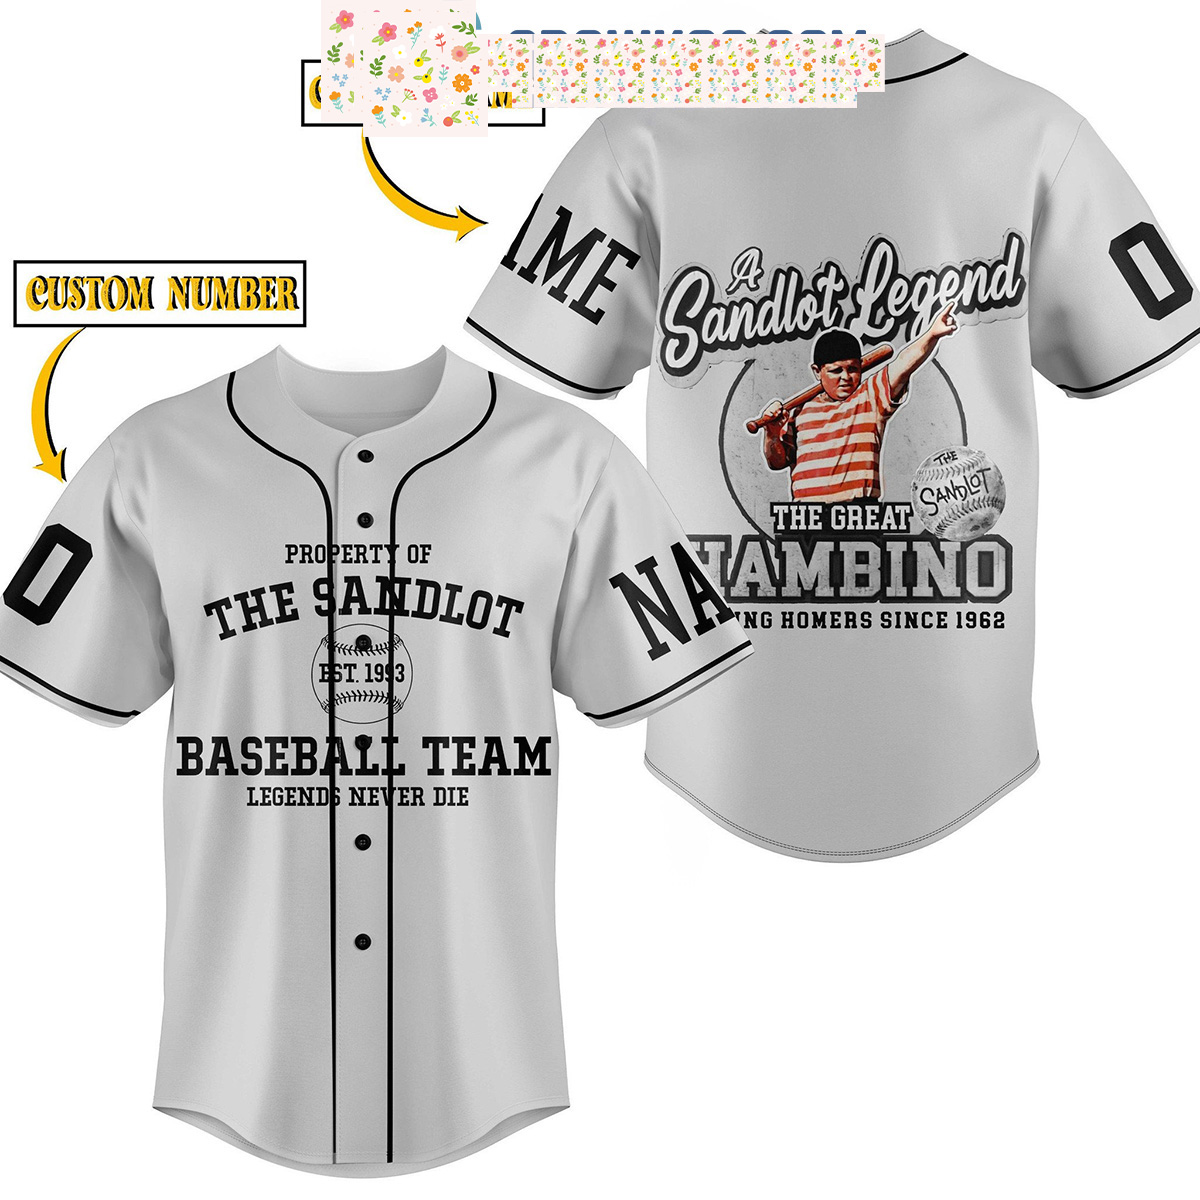 CUSTOM NUMBER
AME
0
A
Sandlot Legend
THE
SANDLOT
THE GREAT
HAMBINO
HOMERS SINCE 1962
0
NA
PROPERTY OF
THE SANDLOT
EST. 1993
BASEBALL TEAM
LEGENDS NEVER DIE